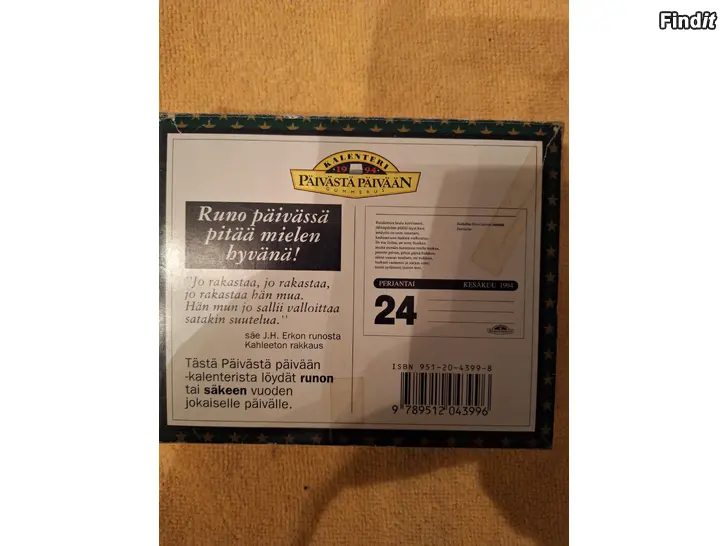 Findit
KALENTERI
1994
PÄIVÄSTÄ PÄIVÄÄN
GUMMERUS
Runo päivässä
pitää mielen
hyvänä!
"Jo rakastaa, jo rakastaa,
jo rakastaa hän mua.
Hän mun jo sallii valloittaa
satakin suutelua."
säe J.H. Erkon runosta
Kahleeton rakkaus
Tästä Päivästä päivään
-kalenterista löydät runon
tai säkeen vuoden
jokaiselle päivälle.
PERJANTAI KESÄKUU 1994
24
ISBN 951-20-4399-8
9 789512 043996